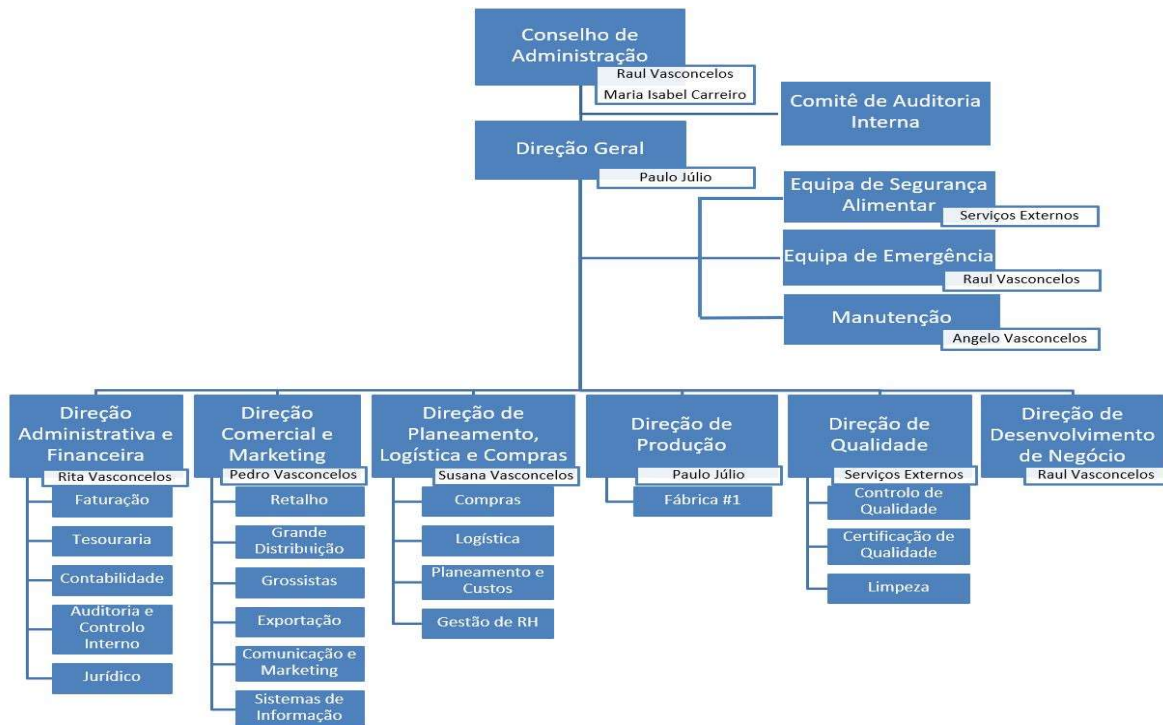 Conselho de
Administração
Raul Vasconcelos
Maria Isabel Carreiro
Comitê de Auditoria
Interna
Direção Geral
Paulo Júlio
Equipa de Segurança
Alimentar
Serviços Externos
Equipa de Emergência
Raul Vasconcelos
Manutenção
Angelo Vasconcelos
Direção
Administrativa e
Financeira
Rita Vasconcelos
Faturação
Tesouraria
Contabilidade
Auditoria e
Controlo
Interno
Jurídico
Direção
Comercial e
Marketing
Pedro Vasconcelos
Retalho
Grande
Distribuição
Grossistas
Exportação
Comunicação e
Marketing
Sistemas de
Informação
Direção de
Planeamento,
Logística e Compras
Susana Vasconcelos
Compras
Logística
Planeamento e
Custos
Gestão de RH
Direção de
Produção
Paulo Júlio
Fábrica #1
Direção de
Qualidade
Serviços Externos
Controlo de
Qualidade
Certificação de
Qualidade
Limpeza
Direção de
Desenvolvimento
de Negócio
Raul Vasconcelos